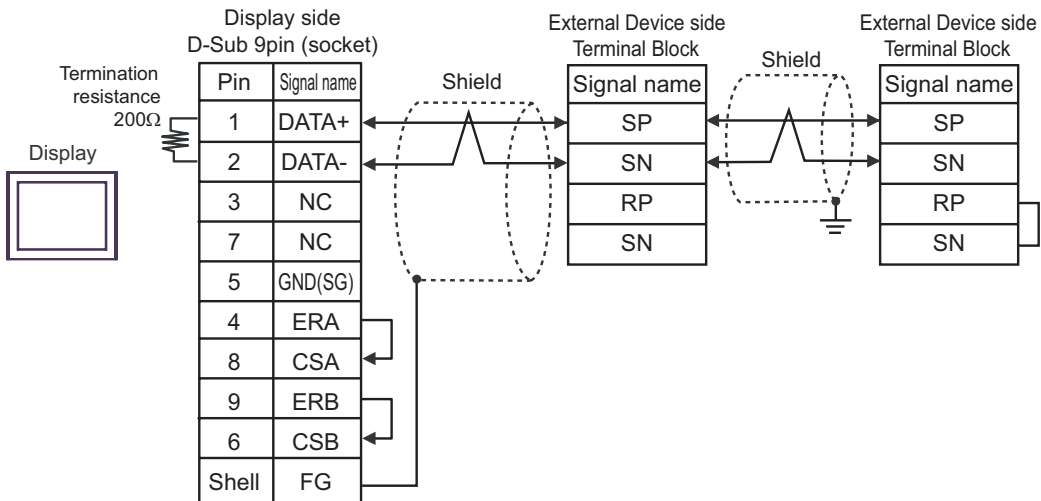 Display side
D-Sub 9pin (socket)
External Device side
Terminal Block
External Device side
Terminal Block
Termination
resistance
200Ω
Display
Shield
Shield
Pin Signal name
1 DATA+
2 DATA-
3 NC
7 NC
5 GND(SG)
4 ERA
8 CSA
9 ERB
6 CSB
Shell FG
Signal name
SP
SN
RP
SN
Signal name
SP
SN
RP
SN